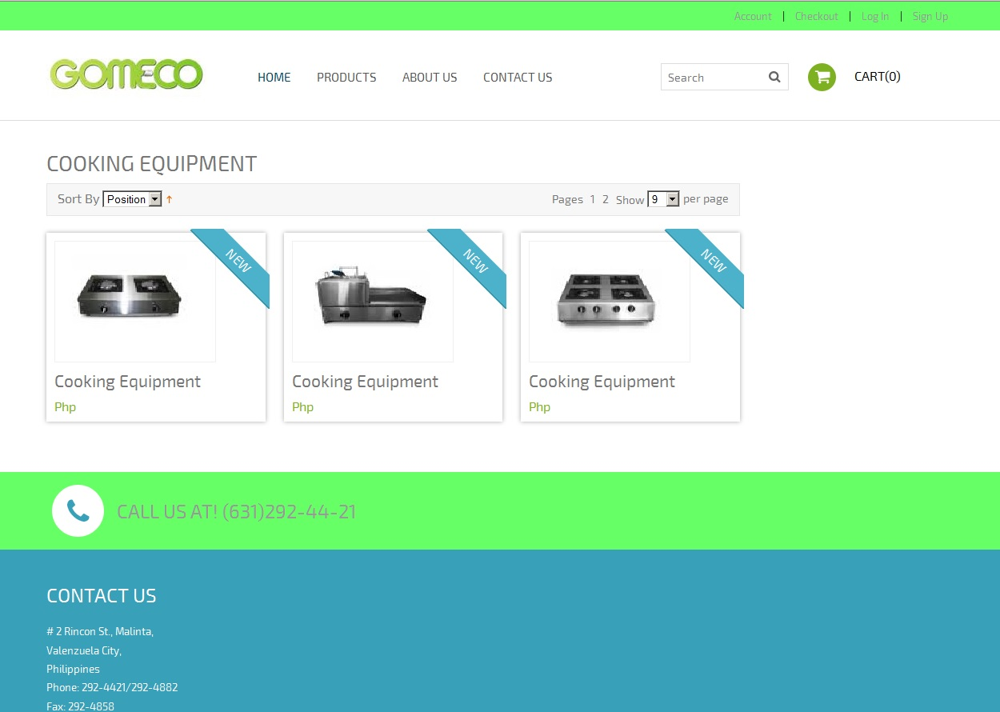 Account | Checkout | Log In | Sign Up
GOMECO
HOME PRODUCTS ABOUT US CONTACT US Search CART(0)
COOKING EQUIPMENT
Sort By Position ↑ Pages 1 2 Show 9 per page
NEW NEW NEW
Cooking Equipment Cooking Equipment Cooking Equipment
Php Php Php
CALL US AT! (631)292-44-21
CONTACT US
# 2 Rincon St., Malinta,
Valenzuela City,
Philippines
Phone: 292-4421/292-4882
Fax: 292-4858